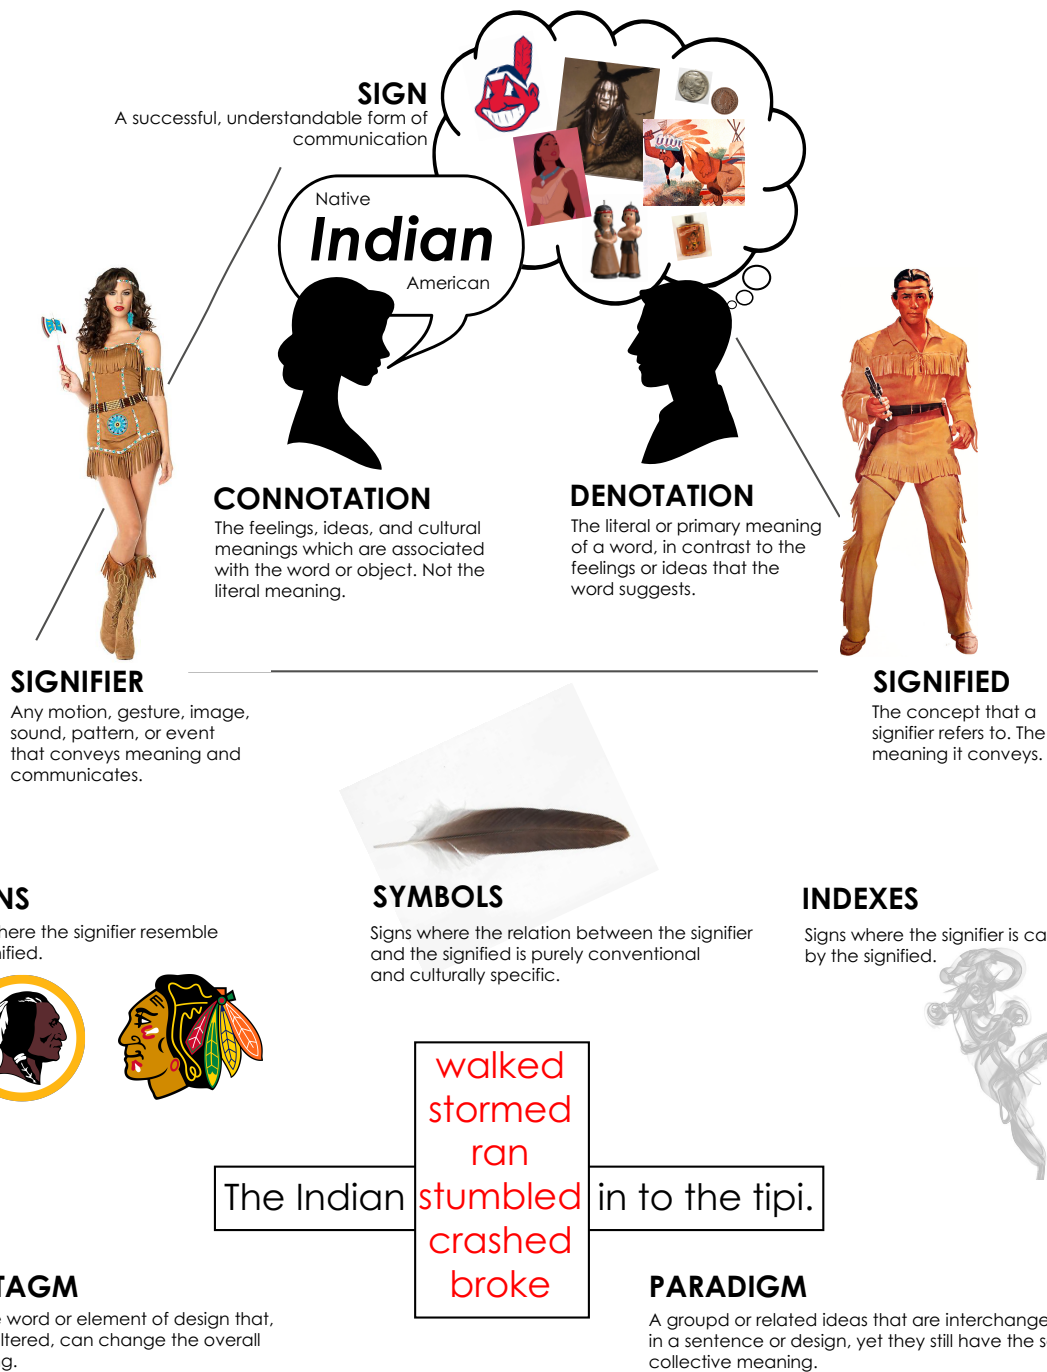 SIGN
A successful, understandable form of
communication
Native
Indian
American
CONNOTATION
The feelings, ideas, and cultural
meanings which are associated
with the word or object. Not the
literal meaning.
DENOTATION
The literal or primary meaning
of a word, in contrast to the
feelings or ideas that the
word suggests.
SIGNIFIER
Any motion, gesture, image,
sound, pattern, or event
that conveys meaning and
communicates.
SIGNIFIED
The concept that a
signifier refers to. The
meaning it conveys.
NS
here the signifier resemble
nified.
SYMBOLS
Signs where the relation between the signifier
and the signified is purely conventional
and culturally specific.
INDEXES
Signs where the signifier is ca
by the signified.
walked
stormed
ran
The Indian stumbled in to the tipi.
crashed
broke
TAGM
e word or element of design that,
ltered, can change the overall
g.
PARADIGM
A groupd or related ideas that are interchange
in a sentence or design, yet they still have the s
collective meaning.